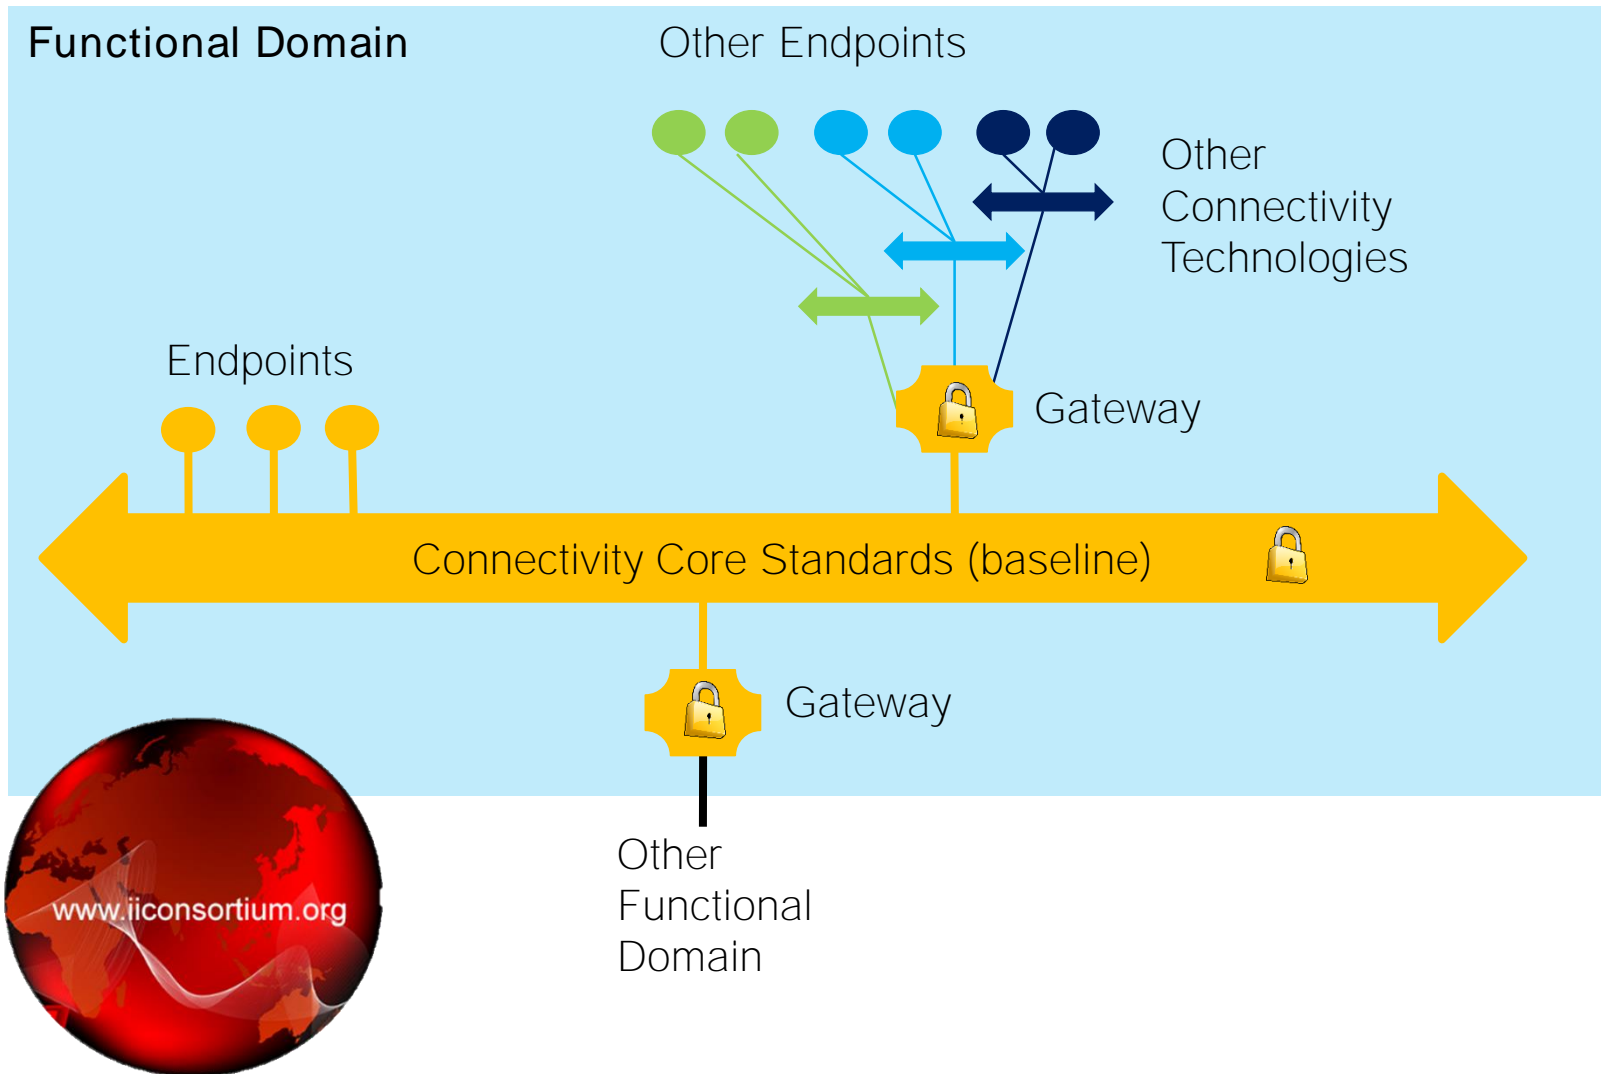 Functional Domain
Other Endpoints
Other
Connectivity
Technologies
Endpoints
Gateway
Connectivity Core Standards (baseline)
Gateway
Other
Functional
Domain
www.iiconsortium.org